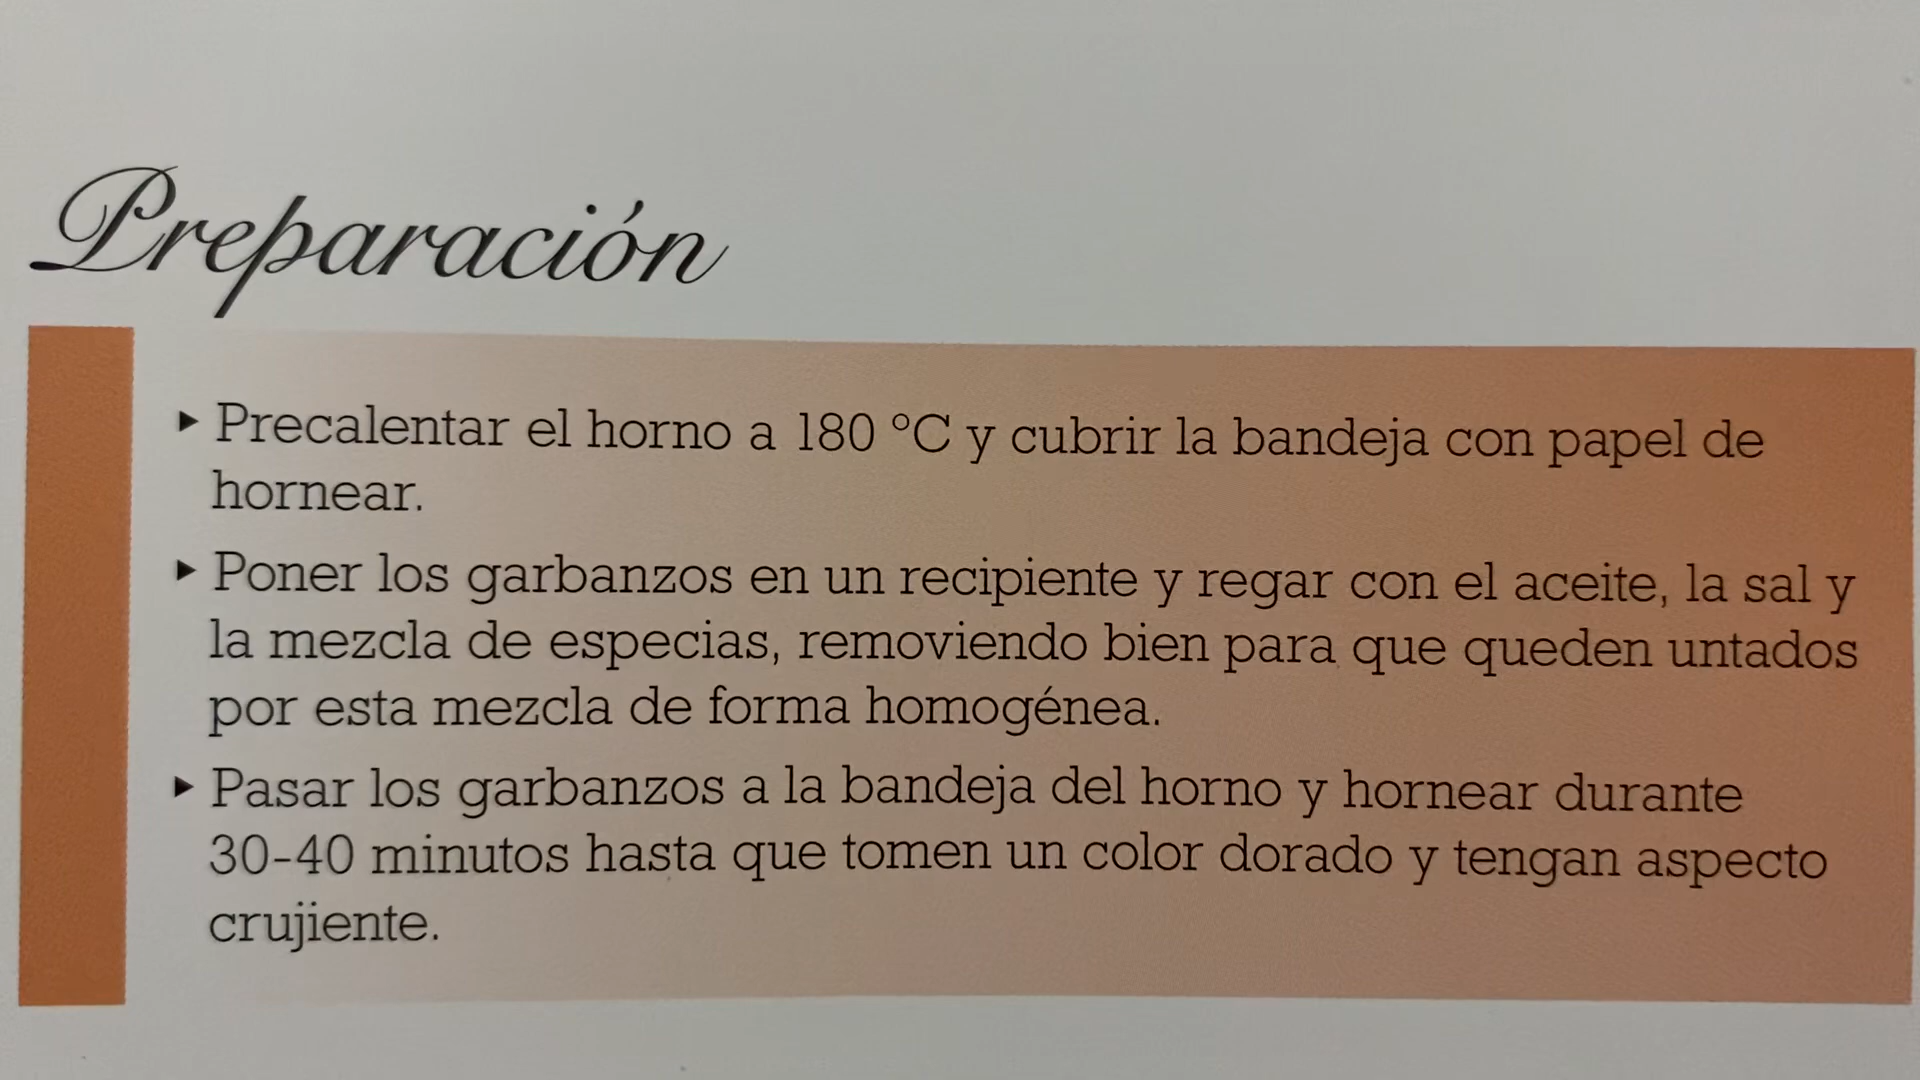 Preparación
▸ Precalentar el horno a 180 °C y cubrir la bandeja con papel de
hornear.
▸ Poner los garbanzos en un recipiente y regar con el aceite, la sal y
la mezcla de especias, removiendo bien para que queden untados
por esta mezcla de forma homogénea.
▸ Pasar los garbanzos a la bandeja del horno y hornear durante
30-40 minutos hasta que tomen un color dorado y tengan aspecto
crujiente.